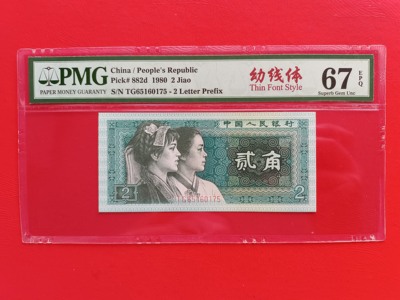 PMG
PAPER MONEY GUARANTY
China / People's Republic
Pick# 882d 1980 2 Jiao
S/N TG65160175 - 2 Letter Prefix
幼线体
Thin Font Style
67 EPQ
Superb Gem Unc
中国人民银行
贰角
TG65160175
2
2